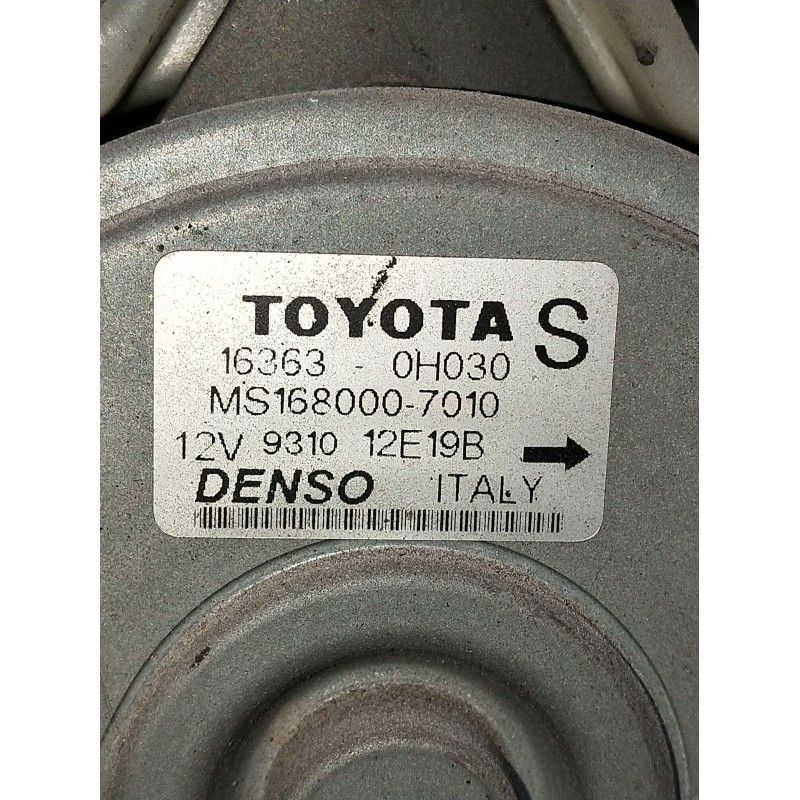 TOYOTA S
16363 - 0H030
MS168000-7010
12V 9310 12E19B
DENSO ITALY